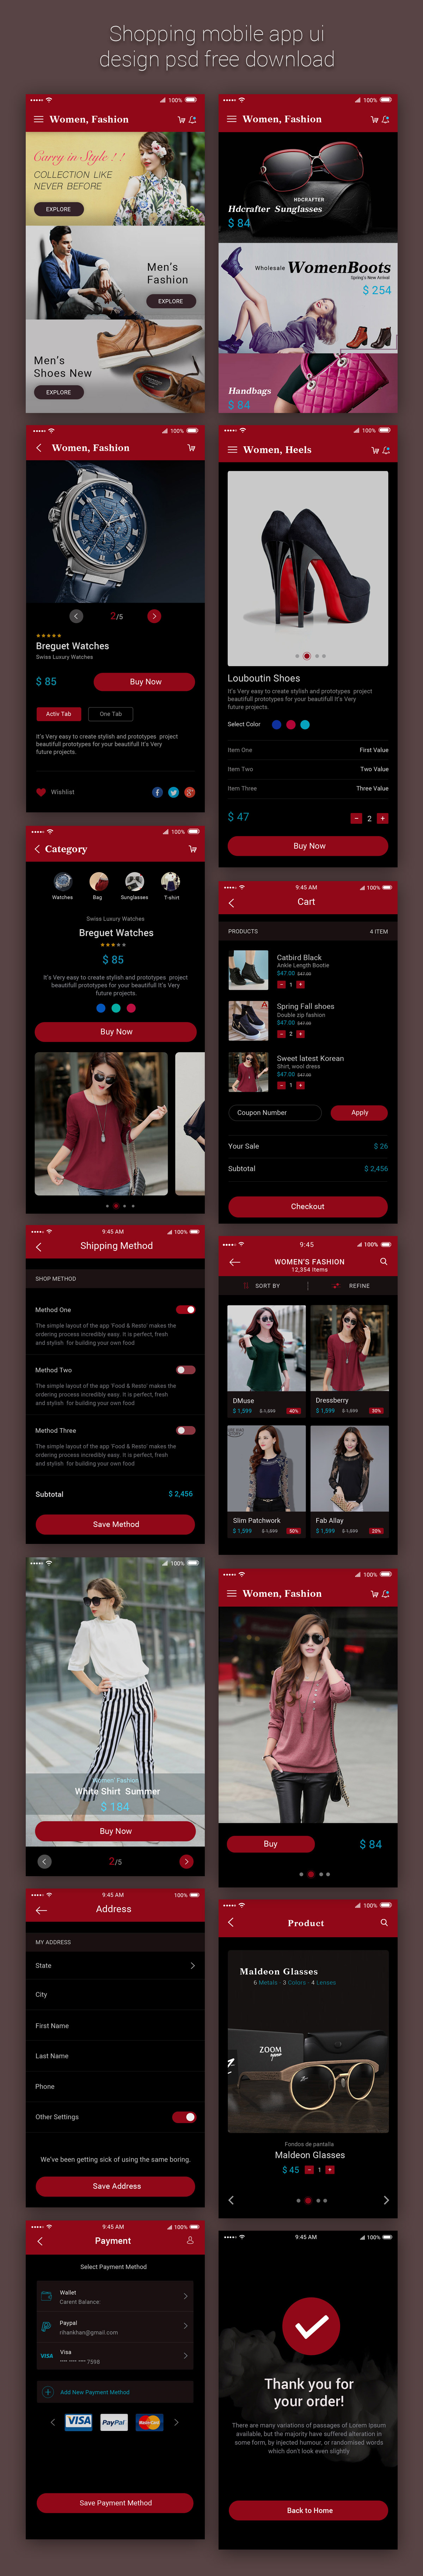 Shopping mobile app ui
design psd free download
100%
Women, Fashion
Carry in Style ! !
COLLECTION LIKE
NEVER BEFORE
EXPLORE
Men's
Fashion
EXPLORE
Men's
Shoes New
EXPLORE
100%
Women, Fashion
HDCRAFTER
Hdcrafter Sunglasses
$ 84
Wholesale WomenBoots
Spring's New Arrival
$ 254
Handbags
$ 84
100%
Women, Fashion
2/5
Breguet Watches
Swiss Luxury Watches
$ 85
Buy Now
Activ Tab
One Tab
It's Very easy to create stylish and prototypes project
beautifull prototypes for your beautifull It's Very
future projects.
Wishlist
100%
Women, Heels
Louboutin Shoes
It's Very easy to create stylish and prototypes project
beautifull prototypes for your beautifull It's Very
future projects.
Select Color
Item One
First Value
Item Two
Two Value
Item Three
Three Value
$ 47
2
Buy Now
100%
Category
Watches
Bag
Sunglasses
T-shirt
Swiss Luxury Watches
Breguet Watches
$ 85
It's Very easy to create stylish and prototypes project
beautifull prototypes for your beautifull It's Very
future projects.
Buy Now
9:45 AM
100%
Cart
PRODUCTS
4 ITEM
Catbird Black
Ankle Length Bootie
$47.00 $47.00
1
Spring Fall shoes
Double zip fashion
$47.00 $47.00
2
Sweet latest Korean
Shirt, wool dress
$47.00 $47.00
1
Coupon Number
Apply
Your Sale
$ 26
Subtotal
$ 2,456
Checkout
9:45 AM
100%
Shipping Method
SHOP METHOD
Method One
The simple layout of the app 'Food & Resto' makes the
ordering process incredibly easy. It is perfect, fresh
and stylish for building your own food
Method Two
The simple layout of the app 'Food & Resto' makes the
ordering process incredibly easy. It is perfect, fresh
and stylish for building your own food
Method Three
The simple layout of the app 'Food & Resto' makes the
ordering process incredibly easy. It is perfect, fresh
and stylish for building your own food
Subtotal
$ 2,456
Save Method
9:45
100%
WOMEN'S FASHION
12,354 Items
SORT BY
REFINE
DMuse
$ 1,599 $ 1,599 40%
Dressberry
$ 1,599 $ 1,599 30%
Slim Patchwork
$ 1,599 $ 1,599 50%
Fab Allay
$ 1,599 $ 1,599 20%
100%
Women Fashion
White Shirt Summer
$ 184
Buy Now
2/5
100%
Women, Fashion
Buy
$ 84
9:45 AM
100%
Address
MY ADDRESS
State
City
First Name
Last Name
Phone
Other Settings
We've been getting sick of using the same boring.
Save Address
100%
Product
Maldeon Glasses
6 Metals · 3 Colors · 4 Lenses
ZOOM
Fondos de pantalla
Maldeon Glasses
$ 45
1
9:45 AM
100%
Payment
Select Payment Method
Wallet
Carent Balance:
Paypal
rihankhan@gmail.com
VISA
Visa
**** **** **** 7598
Add New Payment Method
VISA
PayPal
MasterCard
Save Payment Method
9:45 AM
100%
Thank you for
your order!
There are many variations of passages of Lorem Ipsum
available, but the majority have suffered alteration in
some form, by injected humour, or randomised words
which don't look even slightly
Back to Home